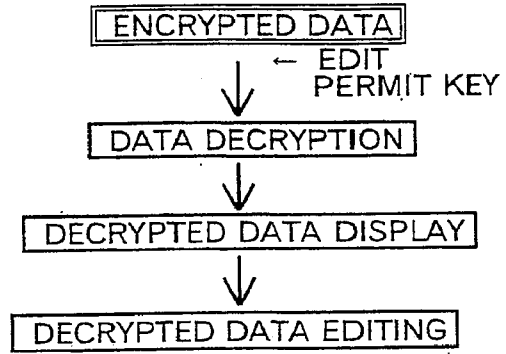 ENCRYPTED DATA
← EDIT
PERMIT KEY
DATA DECRYPTION
DECRYPTED DATA DISPLAY
DECRYPTED DATA EDITING